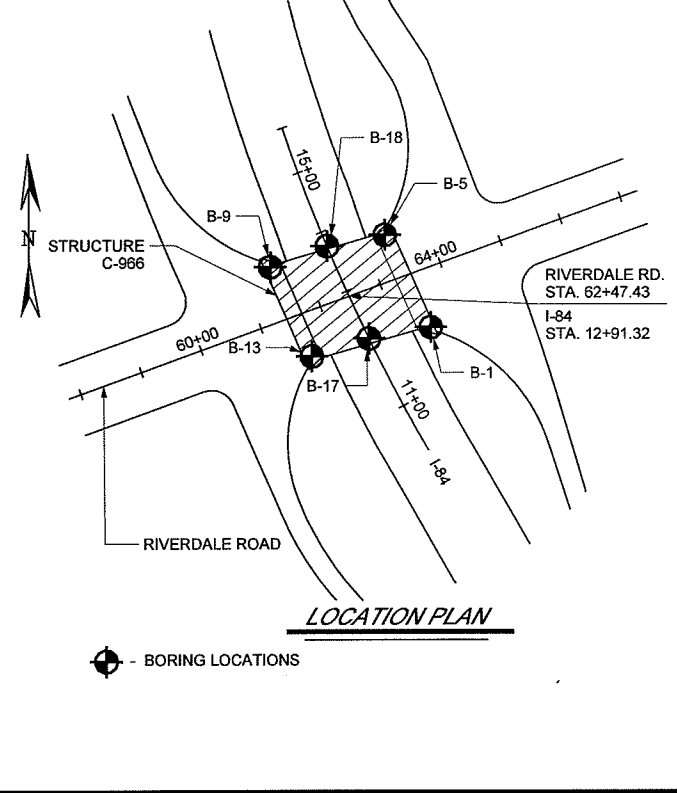 B-18
15+00
B-5
B-9
N
STRUCTURE
C-966
64+00
RIVERDALE RD.
STA. 62+47.43
I-84
STA. 12+91.32
60+00
B-13
B-17
B-1
11+00
I-84
RIVERDALE ROAD
LOCATION PLAN
- BORING LOCATIONS